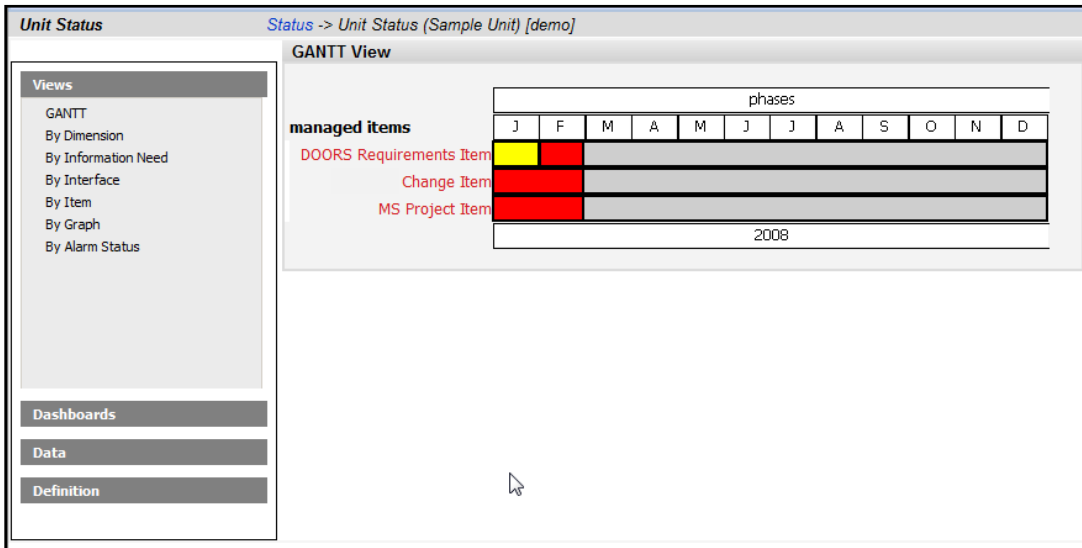 Unit Status
Status -> Unit Status (Sample Unit) [demo]
GANTT View
Views
GANTT
By Dimension
By Information Need
By Interface
By Item
By Graph
By Alarm Status
Dashboards
Data
Definition
phases
managed items J F M A M J J A S O N D
DOORS Requirements Item
Change Item
MS Project Item
2008